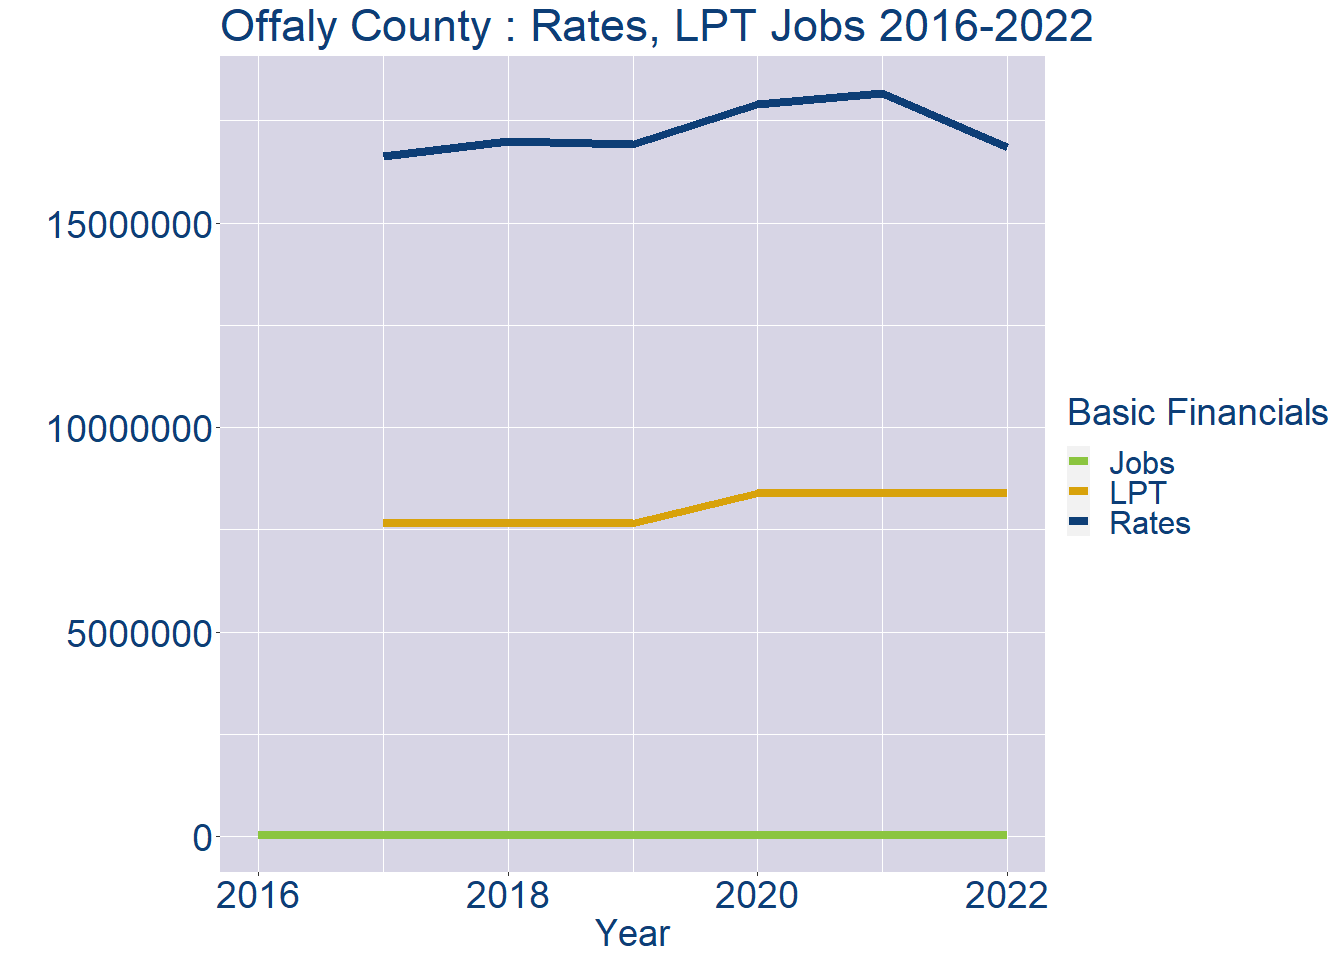 Offaly County : Rates, LPT Jobs 2016-2022
15000000
10000000
5000000
0
2016 2018 2020 2022
Year
Basic Financials
Jobs
LPT
Rates